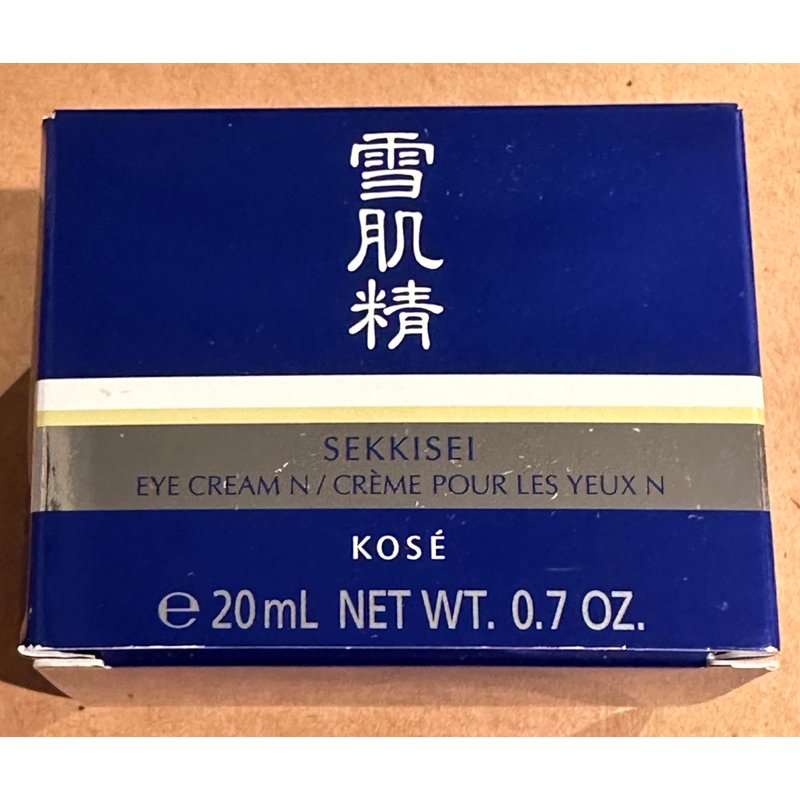 雪肌精
SEKKISEI
EYE CREAM N / CRÈME POUR LES YEUX N
KOSÉ
℮ 20mL NET WT. 0.7 OZ.